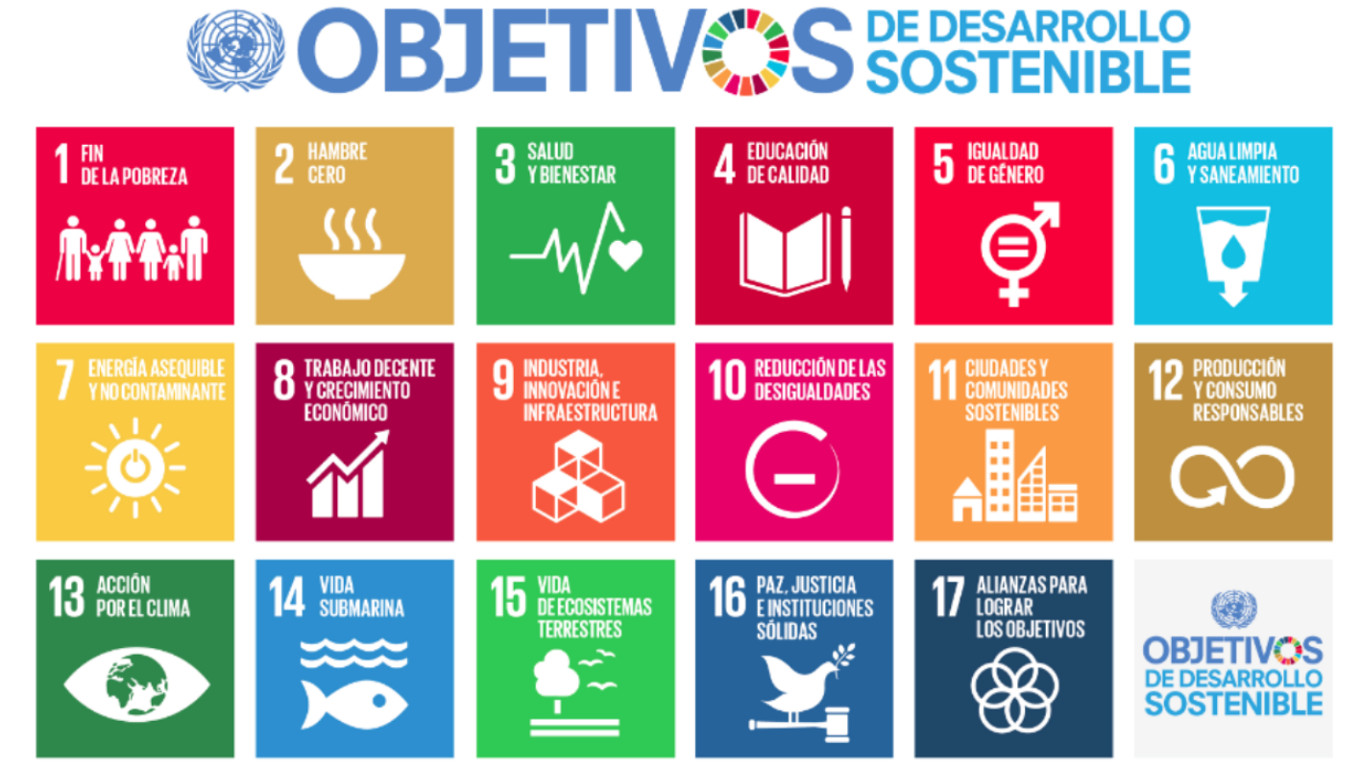 OBJETIVOS DE DESARROLLO
SOSTENIBLE
1 FIN
DE LA POBREZA
2 HAMBRE
CERO
3 SALUD
Y BIENESTAR
4 EDUCACIÓN
DE CALIDAD
5 IGUALDAD
DE GÉNERO
6 AGUA LIMPIA
Y SANEAMIENTO
7 ENERGÍA ASEQUIBLE
Y NO CONTAMINANTE
8 TRABAJO DECENTE
Y CRECIMIENTO
ECONÓMICO
9 INDUSTRIA,
INNOVACIÓN E
INFRAESTRUCTURA
10 REDUCCIÓN DE LAS
DESIGUALDADES
11 CIUDADES Y
COMUNIDADES
SOSTENIBLES
12 PRODUCCIÓN
Y CONSUMO
RESPONSABLES
13 ACCIÓN
POR EL CLIMA
14 VIDA
SUBMARINA
15 VIDA
DE ECOSISTEMAS
TERRESTRES
16 PAZ, JUSTICIA
E INSTITUCIONES
SÓLIDAS
17 ALIANZAS PARA
LOGRAR
LOS OBJETIVOS
OBJETIVOS
DE DESARROLLO
SOSTENIBLE